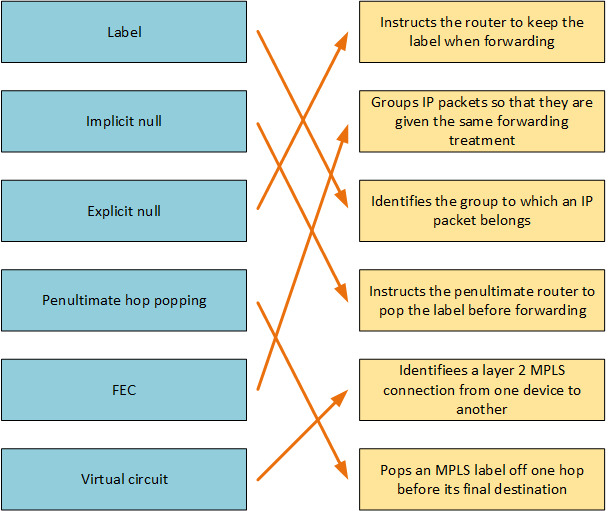 Label
Instructs the router to keep the
label when forwarding
Implicit null
Groups IP packets so that they are
given the same forwarding
treatment
Explicit null
Identifies the group to which an IP
packet belongs
Penultimate hop popping
Instructs the penultimate router to
pop the label before forwarding
FEC
Identifiees a layer 2 MPLS
connection from one device to
another
Virtual circuit
Pops an MPLS label off one hop
before its final destination